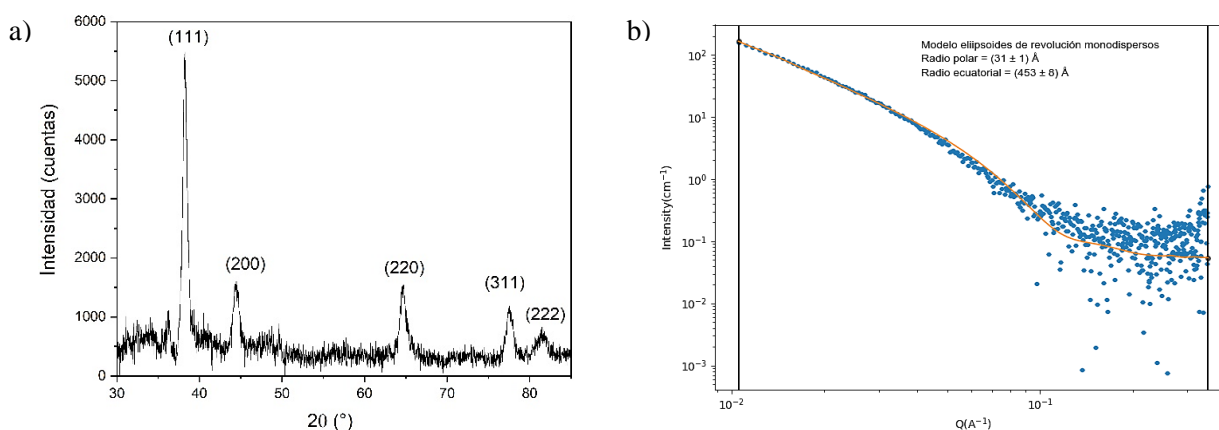 a)
6000
5000
4000
3000
2000
1000
0
Intensidad (cuentas)
(111)
(200)
(220)
(311)
(222)
30
40
50
60
70
80
2θ (°)
b)
Modelo eliipsoides de revolución monodispersos
Radio polar = (31 ± 1) Å
Radio ecuatorial = (453 ± 8) Å
10²
10¹
10⁰
10⁻¹
10⁻²
10⁻³
Intensity(cm⁻¹)
10⁻²
10⁻¹
Q(A⁻¹)